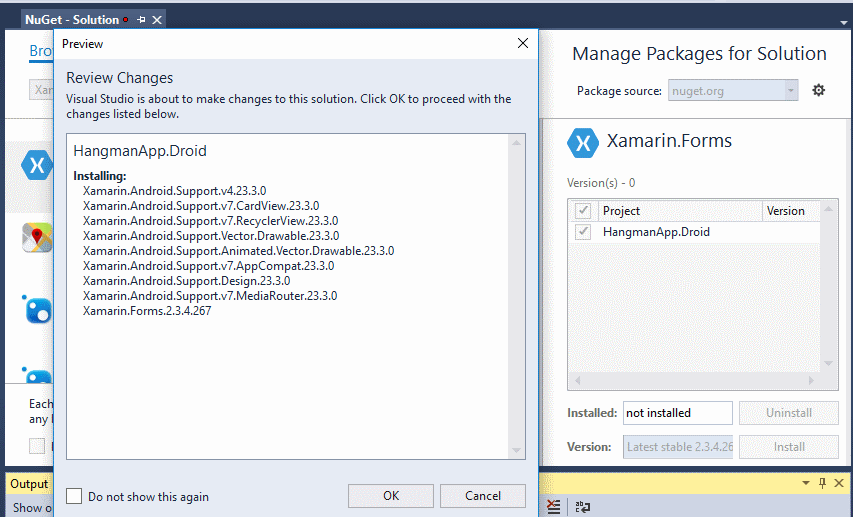 NuGet - Solution
Preview
Review Changes
Visual Studio is about to make changes to this solution. Click OK to proceed with the
changes listed below.
HangmanApp.Droid
Installing:
Xamarin.Android.Support.v4.23.3.0
Xamarin.Android.Support.v7.CardView.23.3.0
Xamarin.Android.Support.v7.RecyclerView.23.3.0
Xamarin.Android.Support.Vector.Drawable.23.3.0
Xamarin.Android.Support.Animated.Vector.Drawable.23.3.0
Xamarin.Android.Support.v7.AppCompat.23.3.0
Xamarin.Android.Support.Design.23.3.0
Xamarin.Android.Support.v7.MediaRouter.23.3.0
Xamarin.Forms.2.3.4.267
Do not show this again
OK Cancel
Bro
Xam
Each
any
Manage Packages for Solution
Package source: nuget.org
Xamarin.Forms
Version(s) - 0
Project Version
HangmanApp.Droid
Installed: not installed Uninstall
Version: Latest stable 2.3.4.26 Install
Output
Show o